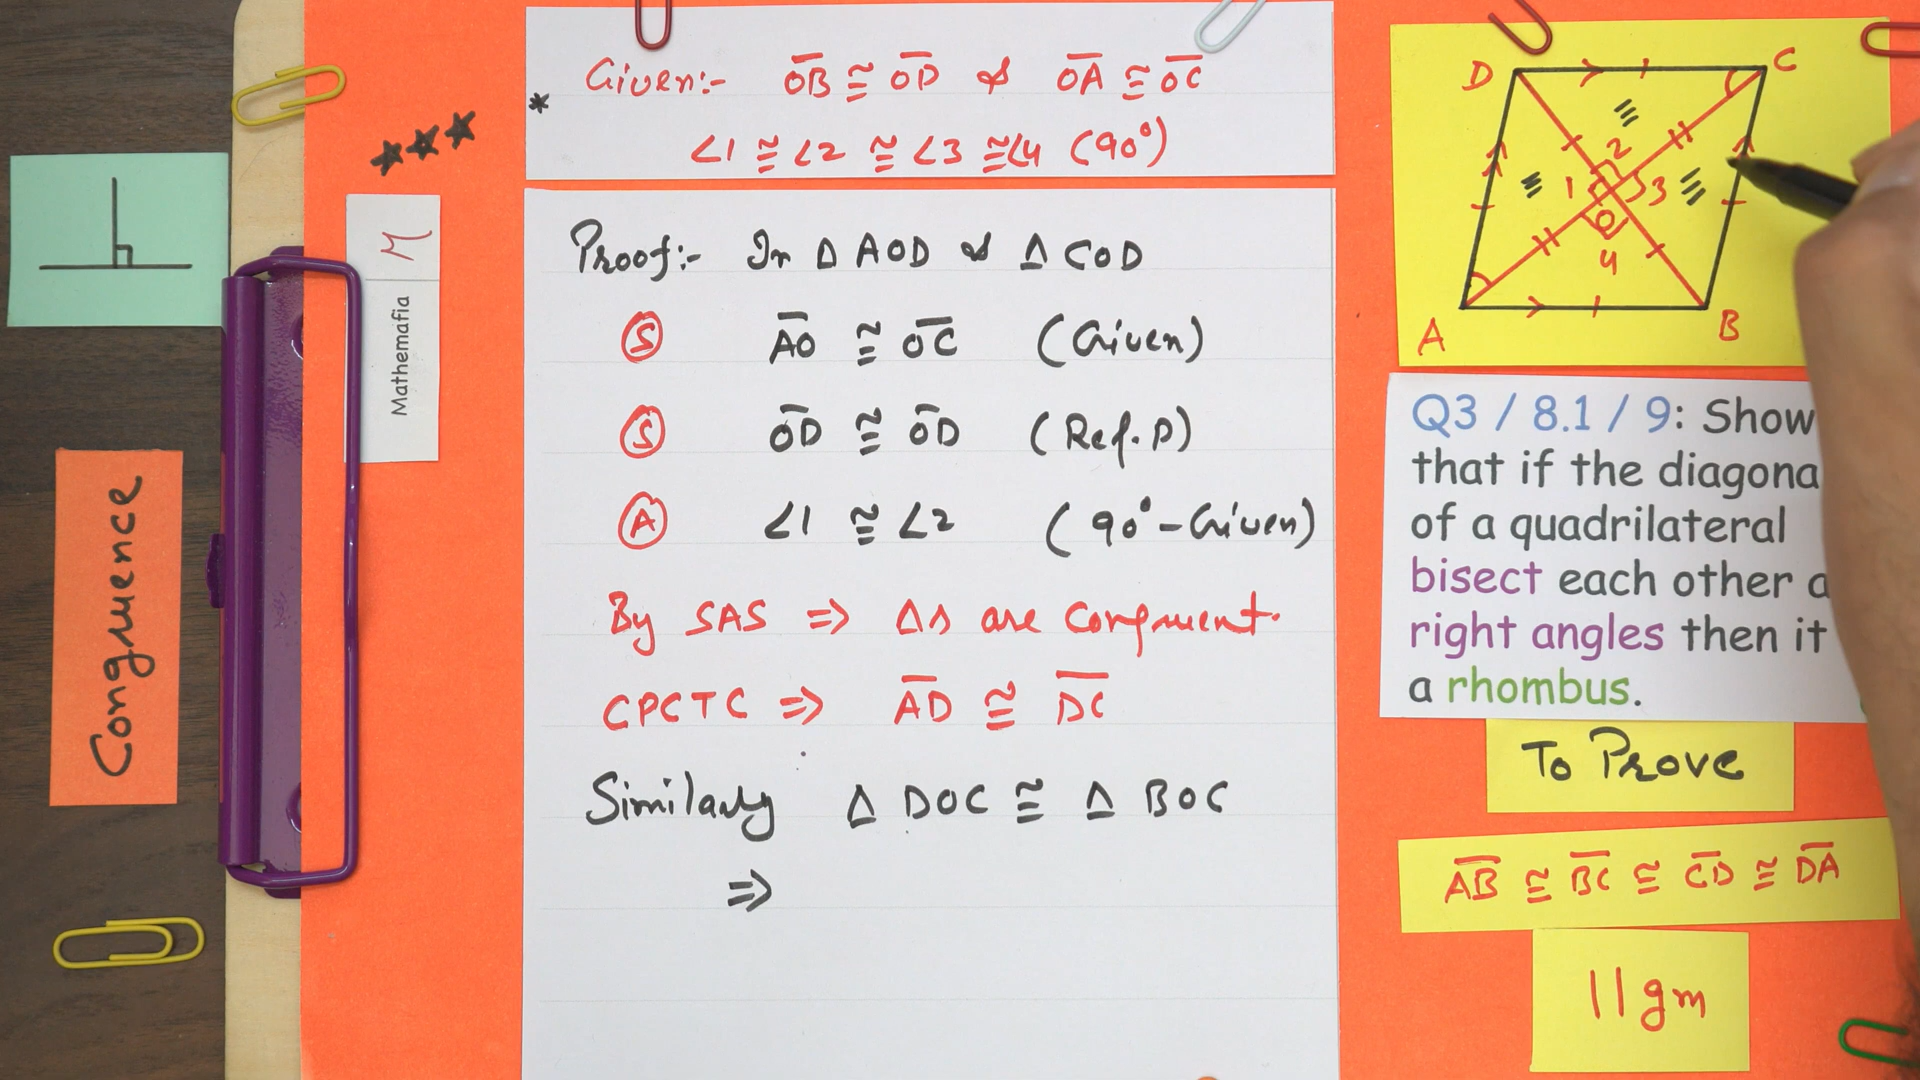 Given:- OB ≅ OD & OA ≅ OC
*
∠1 ≅ ∠2 ≅ ∠3 ≅ ∠4 (90°)
M
Mathemafia
Congruence
Proof:- In Δ AOD & Δ COD
S AO ≅ OC (Given)
S OD ≅ OD (Ref. P)
A ∠1 ≅ ∠2 (90° - Given)
By SAS ⇒ Δs are congruent.
CPCTC ⇒ AD ≅ DC
Similarly Δ DOC ≅ Δ BOC
⇒
D C
2
1 3
O
4
A B
Q3 / 8.1 / 9: Show
that if the diagona
of a quadrilateral
bisect each other a
right angles then it
a rhombus.
To Prove
AB ≅ BC ≅ CD ≅ DA
||gm